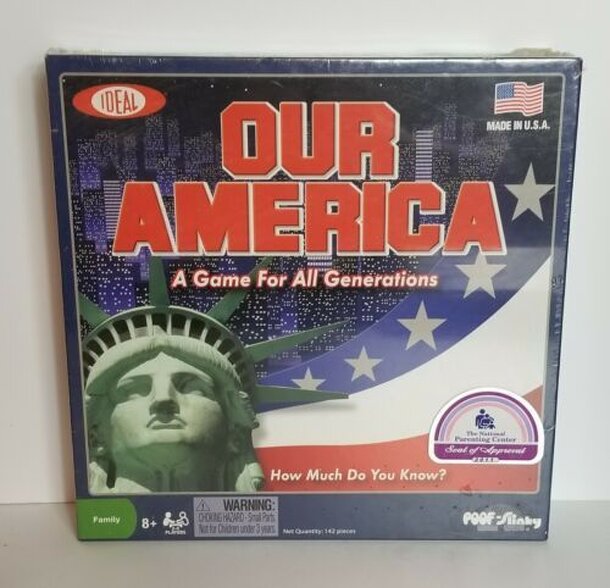 IDEAL
MADE IN U.S.A.
OUR
AMERICA
A Game For All Generations
The National
Parenting Center
Seal of Approval
How Much Do You Know?
Family
8+
PLAYERS
WARNING:
CHOKING HAZARD - Small Parts
Not for Children under 3 years
Net Quantity: 142 pieces
POOF-Slinky